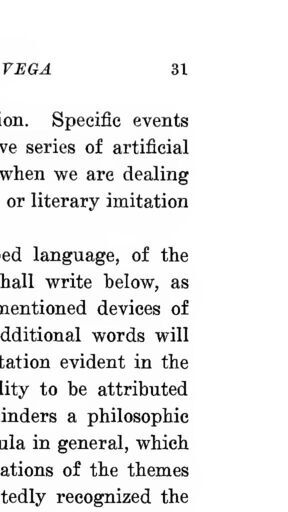 VEGA 31
ion. Specific events
ve series of artificial
when we are dealing
or literary imitation
ed language, of the
hall write below, as
mentioned devices of
dditional words will
tation evident in the
lity to be attributed
inders a philosophic
ula in general, which
ations of the themes
tedly recognized the